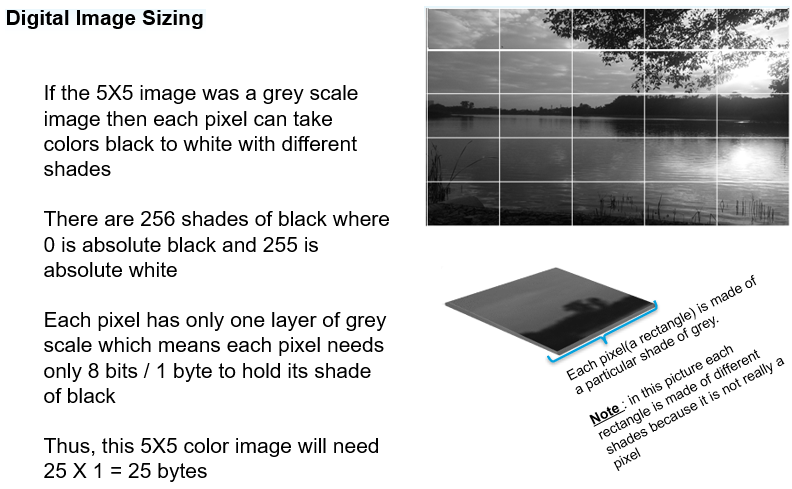 Digital Image Sizing
If the 5X5 image was a grey scale
image then each pixel can take
colors black to white with different
shades
There are 256 shades of black where
0 is absolute black and 255 is
absolute white
Each pixel has only one layer of grey
scale which means each pixel needs
only 8 bits / 1 byte to hold its shade
of black
Thus, this 5X5 color image will need
25 X 1 = 25 bytes
Each pixel(a rectangle) is made of
a particular shade of grey.
Note : in this picture each
rectangle is made of different
shades because it is not really a
pixel